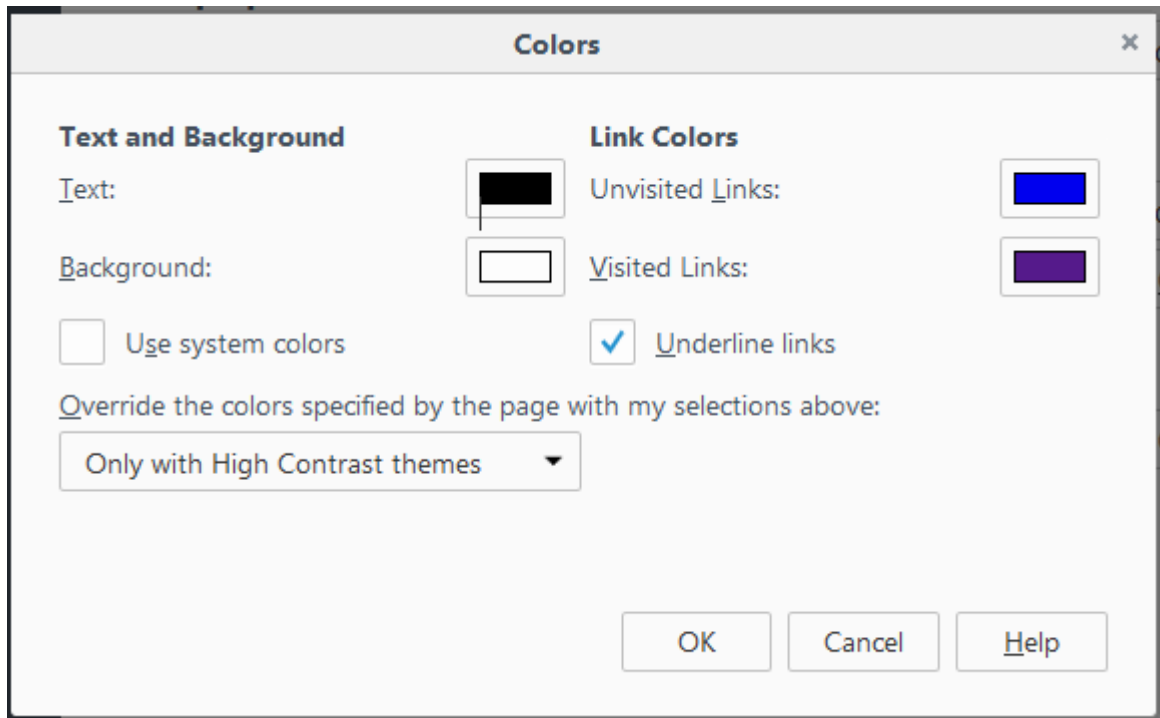 Colors
Text and Background
Link Colors
Text:
Unvisited Links:
Background:
Visited Links:
Use system colors
Underline links
Override the colors specified by the page with my selections above:
Only with High Contrast themes
OK
Cancel
Help